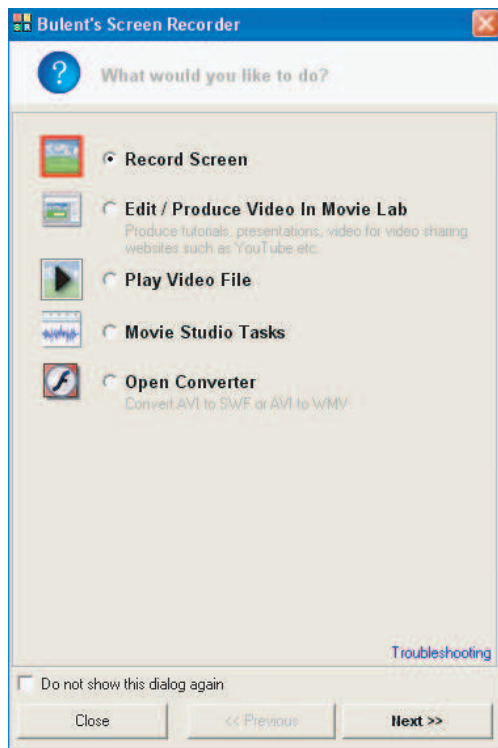 Bulent's Screen Recorder
What would you like to do?
Record Screen
Edit / Produce Video In Movie Lab
Produce tutorials, presentations, video for video sharing
websites such as YouTube etc.
Play Video File
Movie Studio Tasks
Open Converter
Convert AVI to SWF or AVI to WMV
Troubleshooting
Do not show this dialog again
Close
<< Previous
Next >>